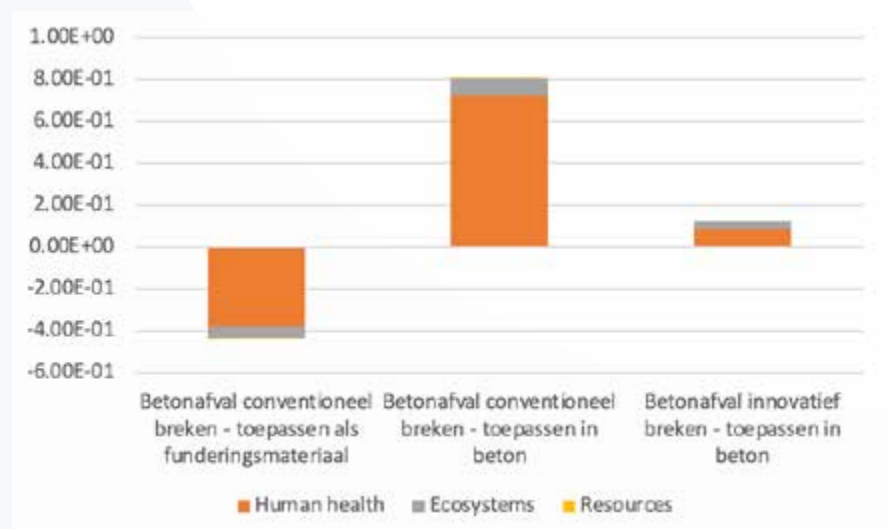 1.00E+00
8.00E-01
6.00E-01
4.00E-01
2.00E-01
0.00E+00
-2.00E-01
-4.00E-01
-6.00E-01
Betonafval conventioneel
breken - toepassen als
funderingsmateriaal
Betonafval conventioneel
breken - toepassen in
beton
Betonafval innovatief
breken - toepassen in
beton
Human health
Ecosystems
Resources